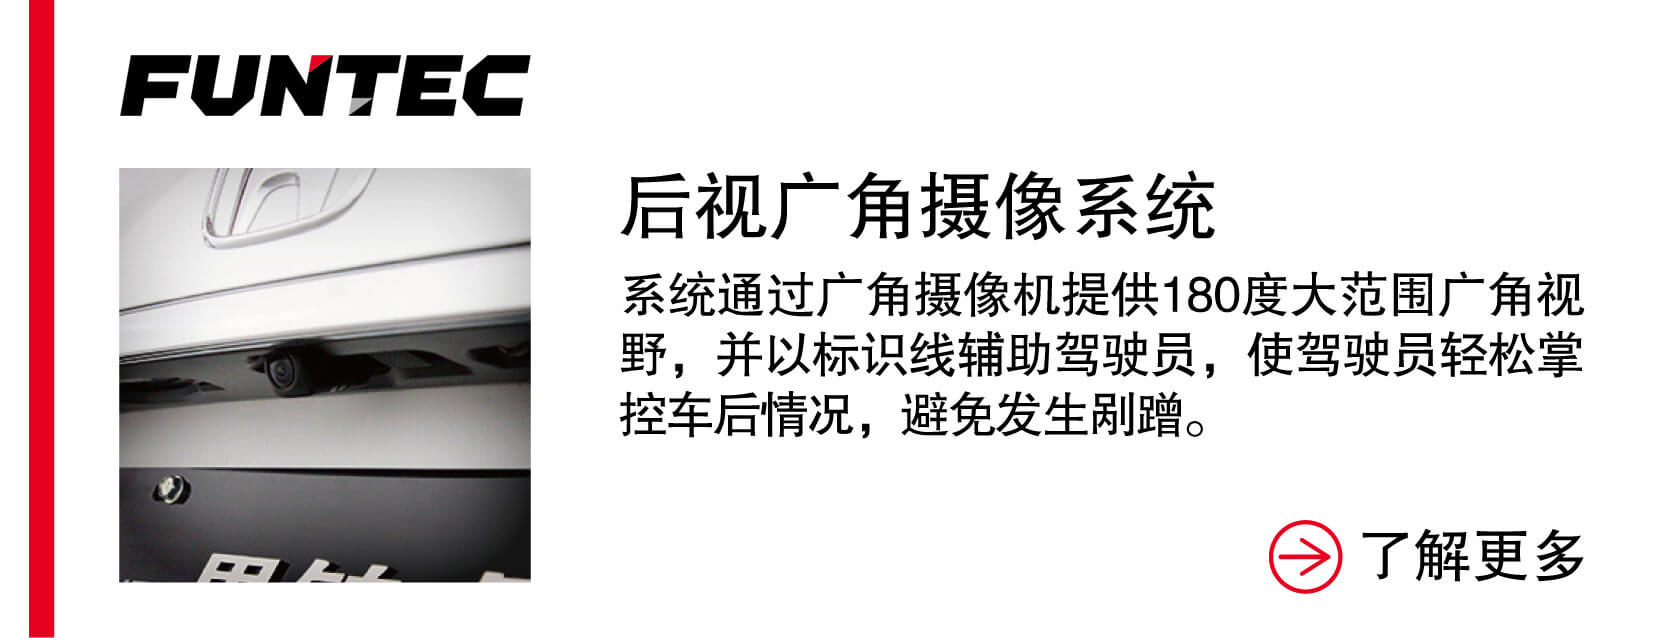 FUNTEC
后视广角摄像系统
系统通过广角摄像机提供180度大范围广角视
野，并以标识线辅助驾驶员，使驾驶员轻松掌
控车后情况，避免发生剐蹭。
了解更多